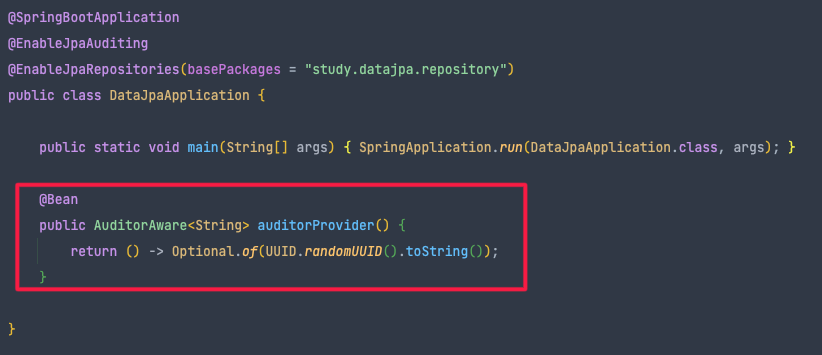 @SpringBootApplication
@EnableJpaAuditing
@EnableJpaRepositories(basePackages = "study.datajpa.repository")
public class DataJpaApplication {
public static void main(String[] args) { SpringApplication.run(DataJpaApplication.class, args); }
@Bean
public AuditorAware<String> auditorProvider() {
return () -> Optional.of(UUID.randomUUID().toString());
}
}